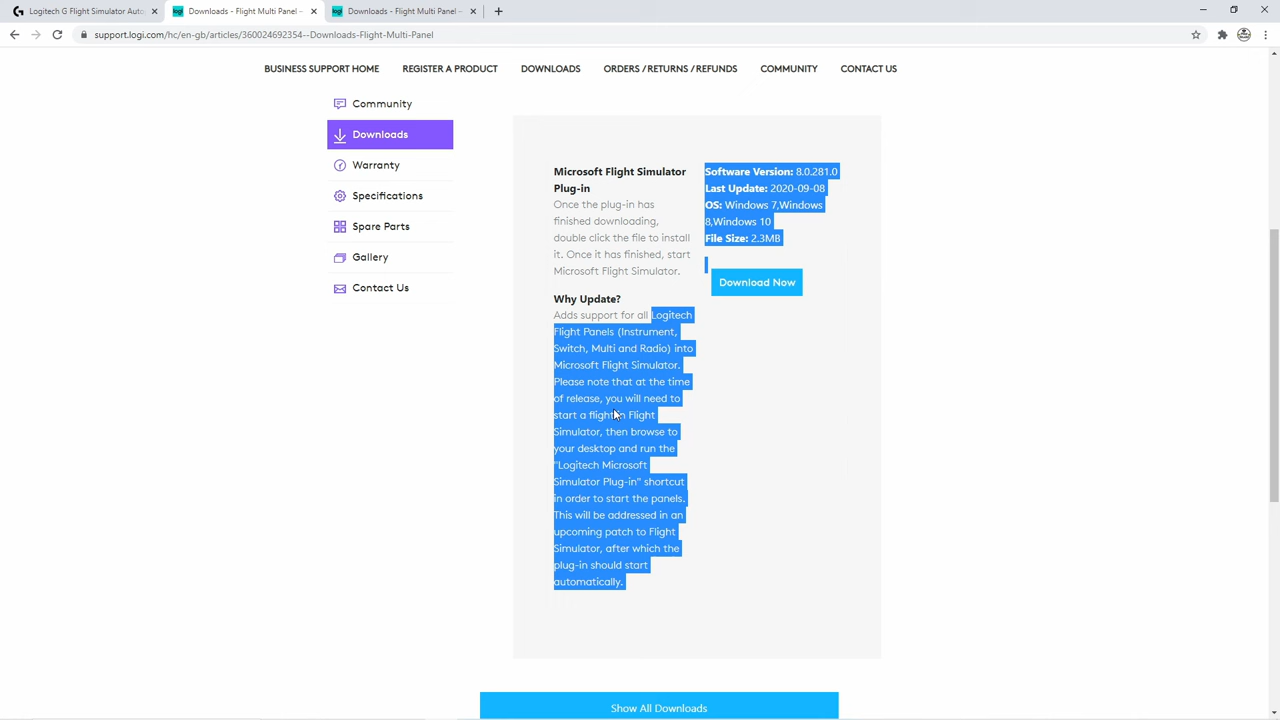 Logitech G Flight Simulator Auto
Downloads - Flight Multi Panel –
Downloads - Flight Multi Panel –
support.logi.com/hc/en-gb/articles/360024692354--Downloads-Flight-Multi-Panel
BUSINESS SUPPORT HOME
REGISTER A PRODUCT
DOWNLOADS
ORDERS / RETURNS / REFUNDS
COMMUNITY
CONTACT US
Community
Downloads
Warranty
Specifications
Spare Parts
Gallery
Contact Us
Microsoft Flight Simulator
Plug-in
Once the plug-in has
finished downloading,
double click the file to install
it. Once it has finished, start
Microsoft Flight Simulator.
Why Update?
Adds support for all Logitech
Flight Panels (Instrument,
Switch, Multi and Radio) into
Microsoft Flight Simulator.
Please note that at the time
of release, you will need to
start a flight in Flight
Simulator, then browse to
your desktop and run the
"Logitech Microsoft
Simulator Plug-in" shortcut
in order to start the panels.
This will be addressed in an
upcoming patch to Flight
Simulator, after which the
plug-in should start
automatically.
Software Version: 8.0.281.0
Last Update: 2020-09-08
OS: Windows 7,Windows
8,Windows 10
File Size: 2.3MB
Download Now
Show All Downloads